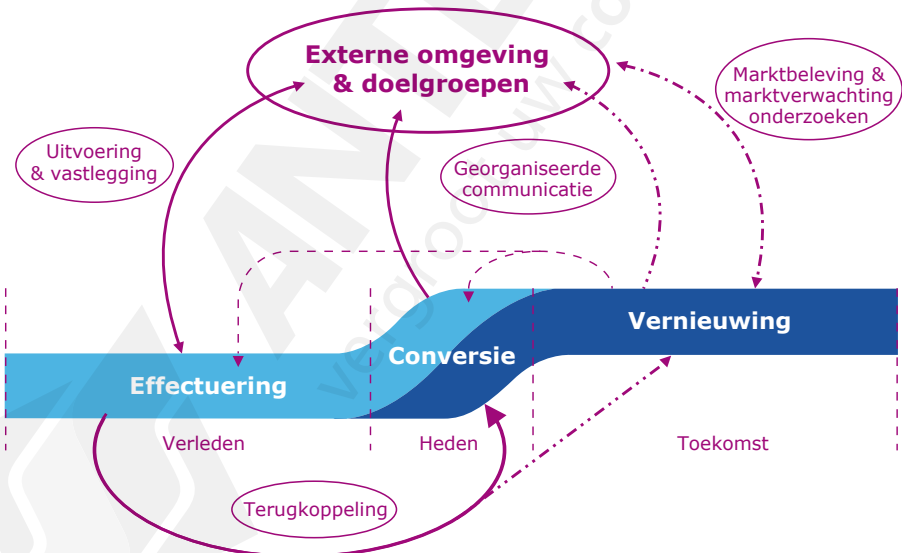 Externe omgeving
& doelgroepen
Marktbeleving &
marktverwachting
onderzoeken
Uitvoering
& vastlegging
Georganiseerde
communicatie
Vernieuwing
Conversie
Effectuering
Verleden
Heden
Toekomst
Terugkoppeling